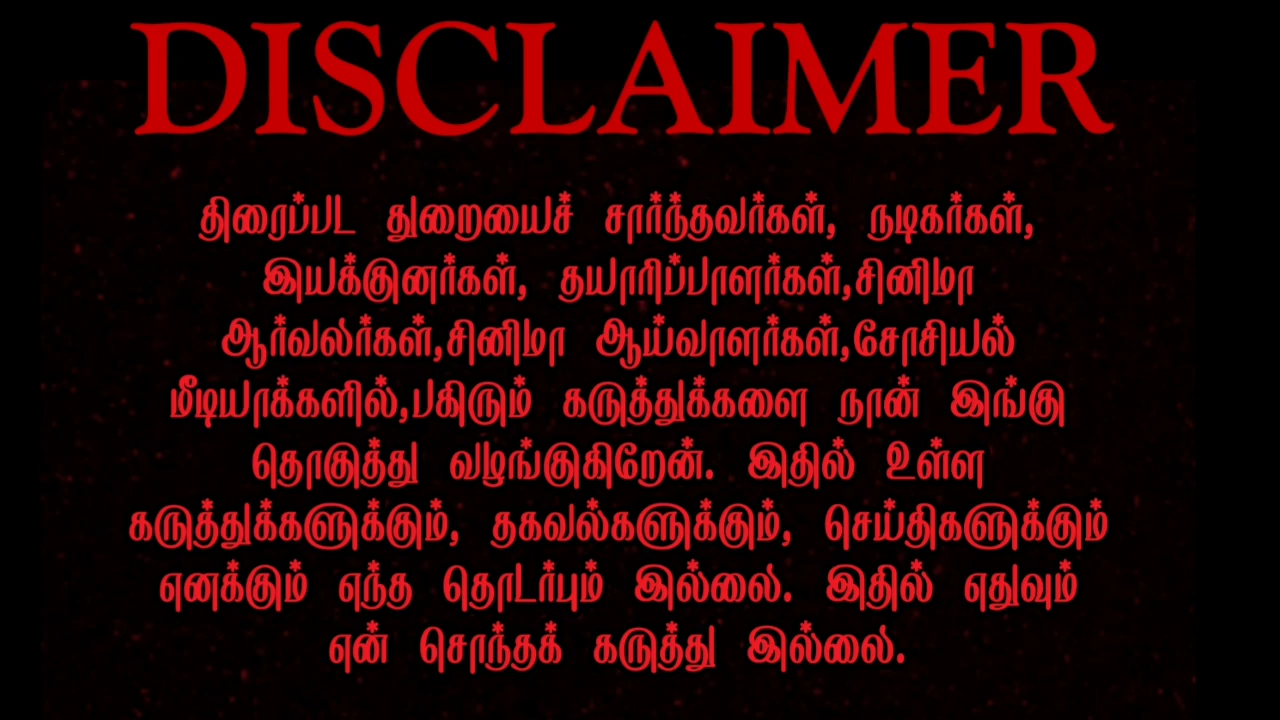 DISCLAIMER
திரைப்பட துறையைச் சார்ந்தவர்கள், நடிகர்கள்,
இயக்குனர்கள், தயாரிப்பாளர்கள்,சினிமா
ஆர்வலர்கள்,சினிமா ஆய்வாளர்கள்,சோசியல்
மீடியாக்களில்,பகிரும் கருத்துக்களை நான் இங்கு
தொகுத்து வழங்குகிறேன். இதில் உள்ள
கருத்துக்களுக்கும், தகவல்களுக்கும், செய்திகளுக்கும்
எனக்கும் எந்த தொடர்பும் இல்லை. இதில் எதுவும்
என் சொந்தக் கருத்து இல்லை.